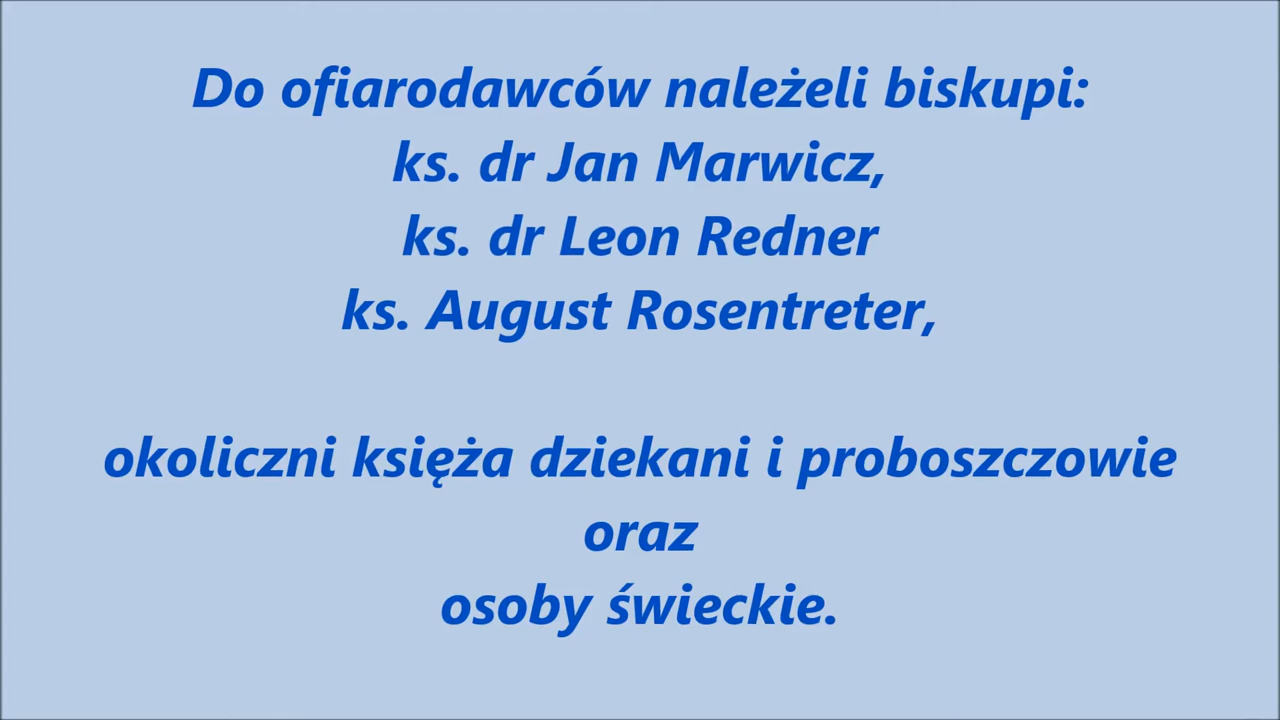 Do ofiarodawców należeli biskupi:
ks. dr Jan Marwicz,
ks. dr Leon Redner
ks. August Rosentreter,
okoliczni księża dziekani i proboszczowie
oraz
osoby świeckie.